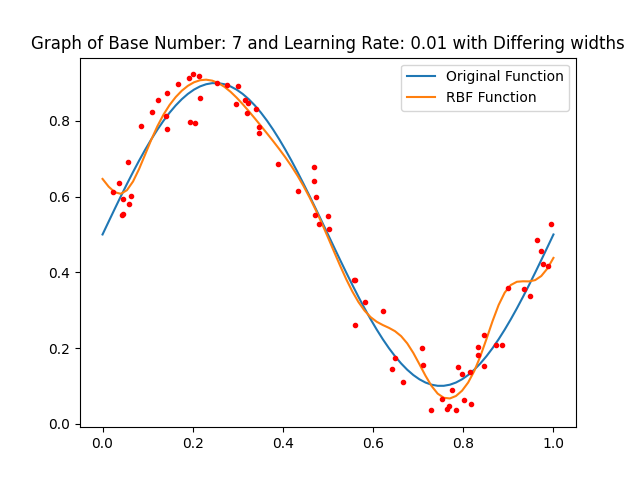 Graph of Base Number: 7 and Learning Rate: 0.01 with Differing widths
Original Function
RBF Function
0.8
0.6
0.4
0.2
0.0
0.0 0.2 0.4 0.6 0.8 1.0